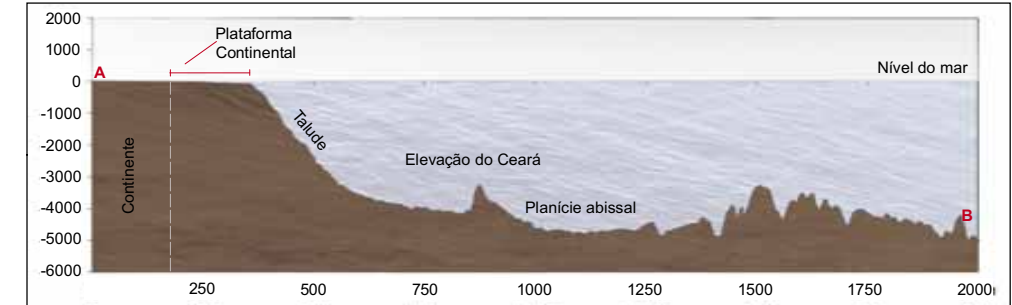 2000
1000
0
-1000
-2000
-3000
-4000
-5000
-6000
Plataforma
Continental
A
Nível do mar
Talude
Elevação do Ceará
Continente
Planície abissal
B
250
500
750
1000
1250
1500
1750
2000